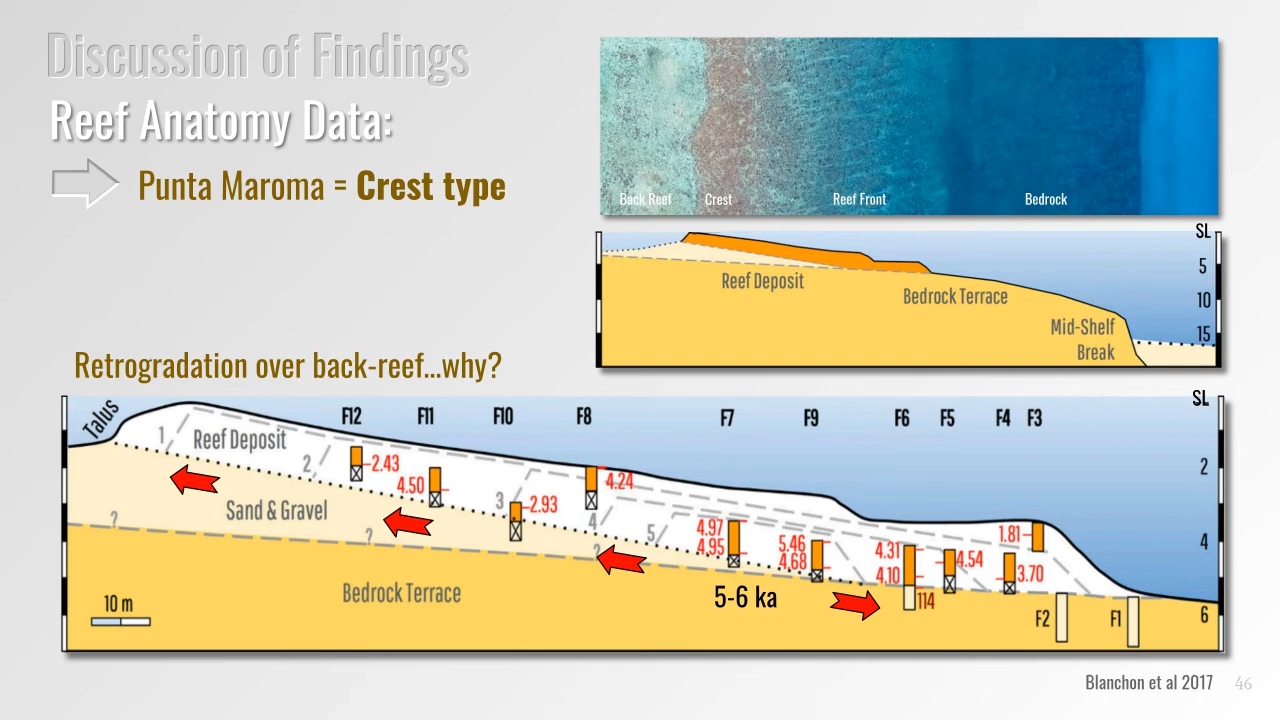 Discussion of Findings
Reef Anatomy Data:
Punta Maroma = Crest type
Back Reef Crest Reef Front Bedrock
SL
5
10
15
Reef Deposit
Bedrock Terrace
Mid-Shelf
Break
Retrogradation over back-reef...why?
SL
Talus
F12 F11 F10 F8 F7 F9 F6 F5 F4 F3
1 Reef Deposit
2
2.43
4.50
4.24
2
3
2.93
Sand & Gravel
4
5
4.97
4.95
5.46
4.68
4.31
4.10
4.54
1.81
3.70
4
? ? ?
Bedrock Terrace
5-6 ka
114
F2 F1
6
10 m
Blanchon et al 2017 46